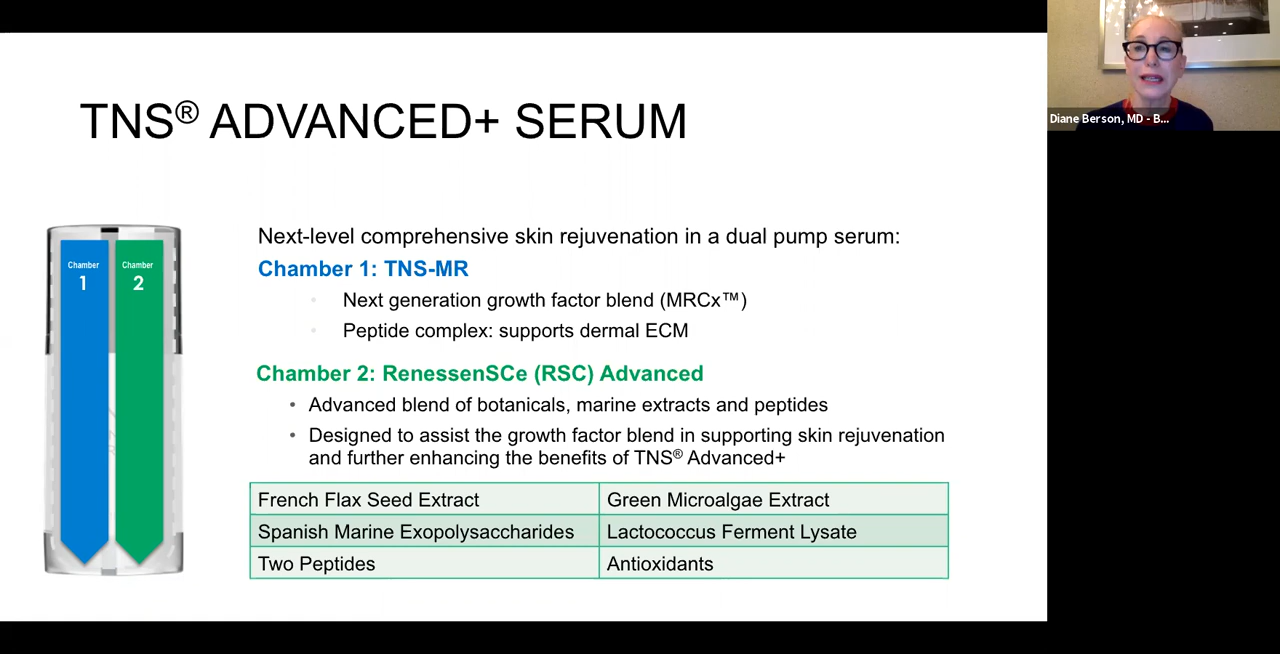 TNS® ADVANCED+ SERUM
Diane Berson, MD - B...
Chamber
1
Chamber
2
Next-level comprehensive skin rejuvenation in a dual pump serum:
Chamber 1: TNS-MR
• Next generation growth factor blend (MRCx™)
• Peptide complex: supports dermal ECM
Chamber 2: RenessenSCe (RSC) Advanced
• Advanced blend of botanicals, marine extracts and peptides
• Designed to assist the growth factor blend in supporting skin rejuvenation
and further enhancing the benefits of TNS® Advanced+
French Flax Seed Extract
Green Microalgae Extract
Spanish Marine Exopolysaccharides
Lactococcus Ferment Lysate
Two Peptides
Antioxidants